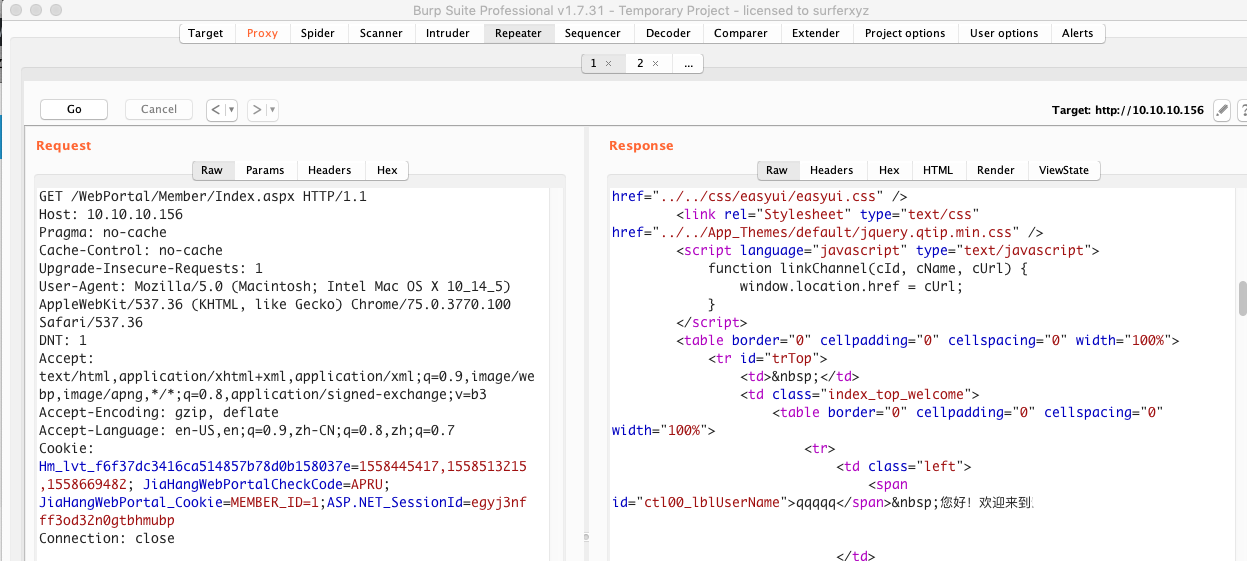 Burp Suite Professional v1.7.31 - Temporary Project - licensed to surferxyz
Target Proxy Spider Scanner Intruder Repeater Sequencer Decoder Comparer Extender Project options User options Alerts
1 × 2 × ...
Go Cancel < ▾ > ▾ Target: http://10.10.10.156 ?
Request
Raw Params Headers Hex
GET /WebPortal/Member/Index.aspx HTTP/1.1
Host: 10.10.10.156
Pragma: no-cache
Cache-Control: no-cache
Upgrade-Insecure-Requests: 1
User-Agent: Mozilla/5.0 (Macintosh; Intel Mac OS X 10_14_5)
AppleWebKit/537.36 (KHTML, like Gecko) Chrome/75.0.3770.100
Safari/537.36
DNT: 1
Accept:
text/html,application/xhtml+xml,application/xml;q=0.9,image/we
bp,image/apng,*/*;q=0.8,application/signed-exchange;v=b3
Accept-Encoding: gzip, deflate
Accept-Language: en-US,en;q=0.9,zh-CN;q=0.8,zh;q=0.7
Cookie:
Hm_lvt_f6f37dc3416ca514857b78d0b158037e=1558445417,1558513215
,1558669482; JiaHangWebPortalCheckCode=APRU;
JiaHangWebPortal_Cookie=MEMBER_ID=1;ASP.NET_SessionId=egyj3nf
ff3od32n0gtbhmubp
Connection: close
Response
Raw Headers Hex HTML Render ViewState
href="../../css/easyui/easyui.css" />
<link rel="Stylesheet" type="text/css"
href="../../App_Themes/default/jquery.qtip.min.css" />
<script language="javascript" type="text/javascript">
function linkChannel(cId, cName, cUrl) {
window.location.href = cUrl;
}
</script>
<table border="0" cellpadding="0" cellspacing="0" width="100%">
<tr id="trTop">
<td>&nbsp;</td>
<td class="index_top_welcome">
<table border="0" cellpadding="0" cellspacing="0"
width="100%">
<tr>
<td class="left">
<span
id="ctl00_lblUserName">qqqqq</span>&nbsp;您好！欢迎来到
</td>